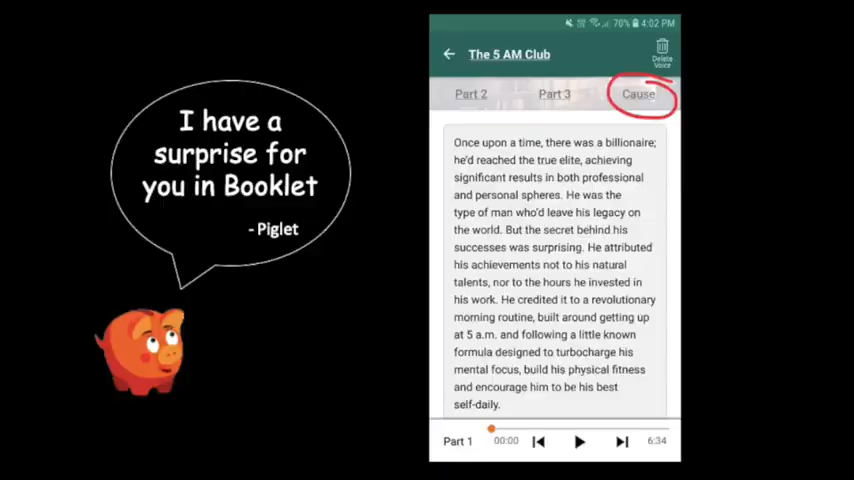 I have a
surprise for
you in Booklet
- Piglet
70% 4:02 PM
The 5 AM Club
Delete
Voice
Part 2
Part 3
Cause
Once upon a time, there was a billionaire;
he'd reached the true elite, achieving
significant results in both professional
and personal spheres. He was the
type of man who'd leave his legacy on
the world. But the secret behind his
successes was surprising. He attributed
his achievements not to his natural
talents, nor to the hours he invested in
his work. He credited it to a revolutionary
morning routine, built around getting up
at 5 a.m. and following a little known
formula designed to turbocharge his
mental focus, build his physical fitness
and encourage him to be his best
self-daily.
Part 1
00:00
6:34